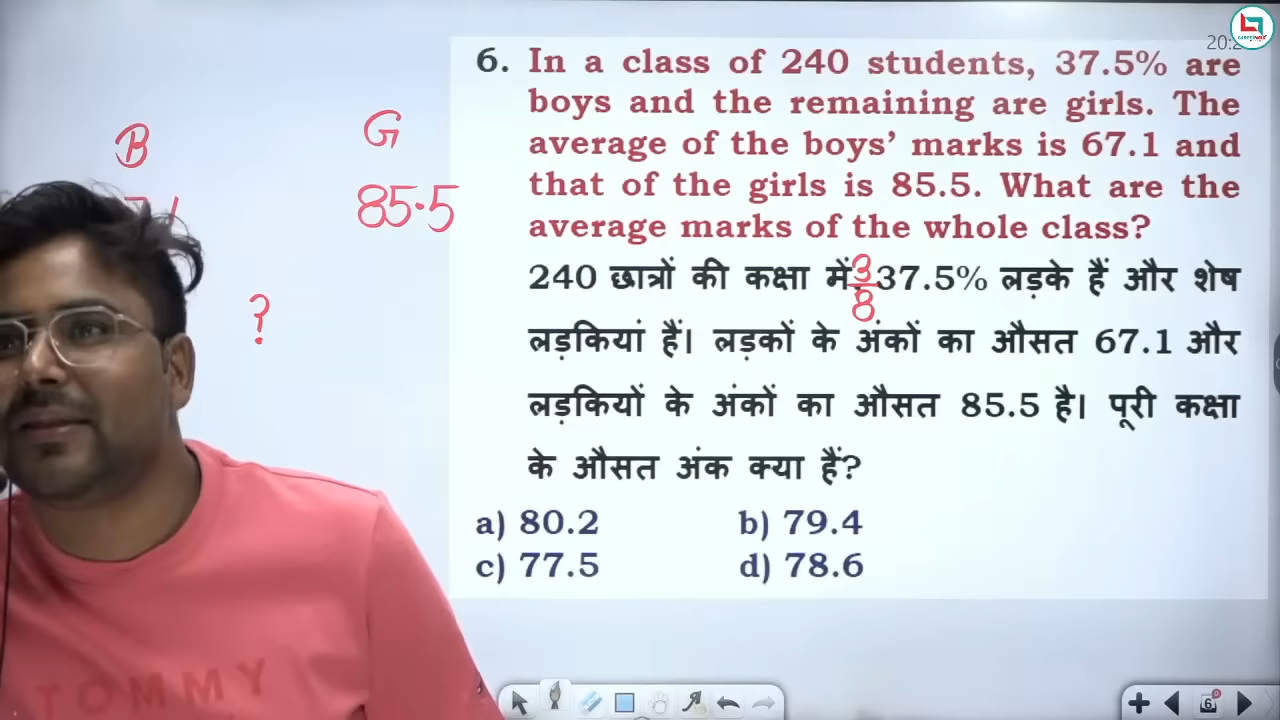 6. In a class of 240 students, 37.5% are
boys and the remaining are girls. The
average of the boys’ marks is 67.1 and
that of the girls is 85.5. What are the
average marks of the whole class?
240 छात्रों की कक्षा में, 37.5% लड़के हैं और शेष
लड़कियां हैं। लड़कों के अंकों का औसत 67.1 और
लड़कियों के अंकों का औसत 85.5 है। पूरी कक्षा
के औसत अंक क्या हैं?
a) 80.2 b) 79.4
c) 77.5 d) 78.6
B G
85.5
?
3
8
TOMMY